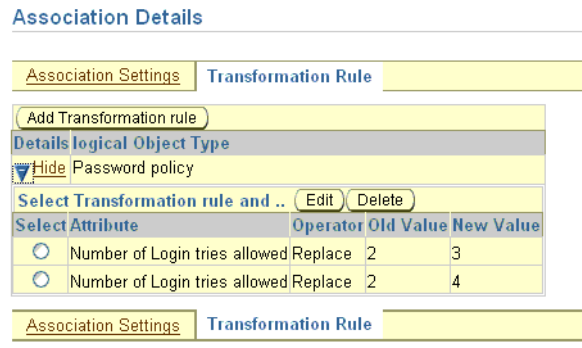 Association Details
Association Settings Transformation Rule
Add Transformation rule
Details logical Object Type
Hide Password policy
Select Transformation rule and .. Edit Delete
Select Attribute Operator Old Value New Value
Number of Login tries allowed Replace 2 3
Number of Login tries allowed Replace 2 4
Association Settings Transformation Rule